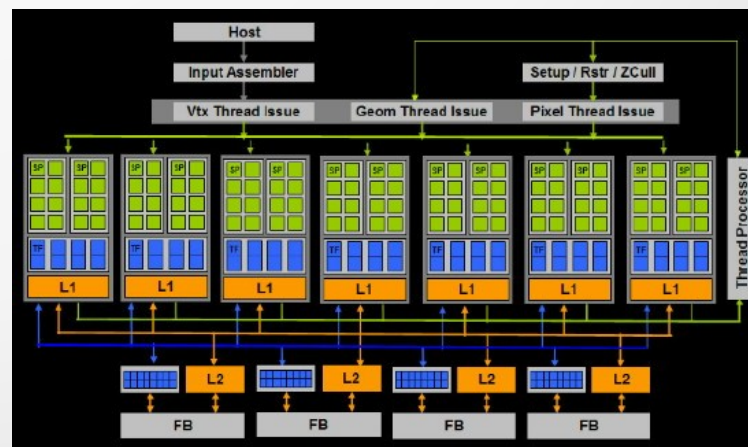 Host
Input Assembler
Setup / Rstr / ZCull
Vtx Thread Issue
Geom Thread Issue
Pixel Thread Issue
SP SP SP SP SP SP SP SP SP SP SP SP SP SP
Thread Processor
TF TF TF TF TF TF TF
L1 L1 L1 L1 L1 L1 L1
L2 L2 L2 L2
FB FB FB FB